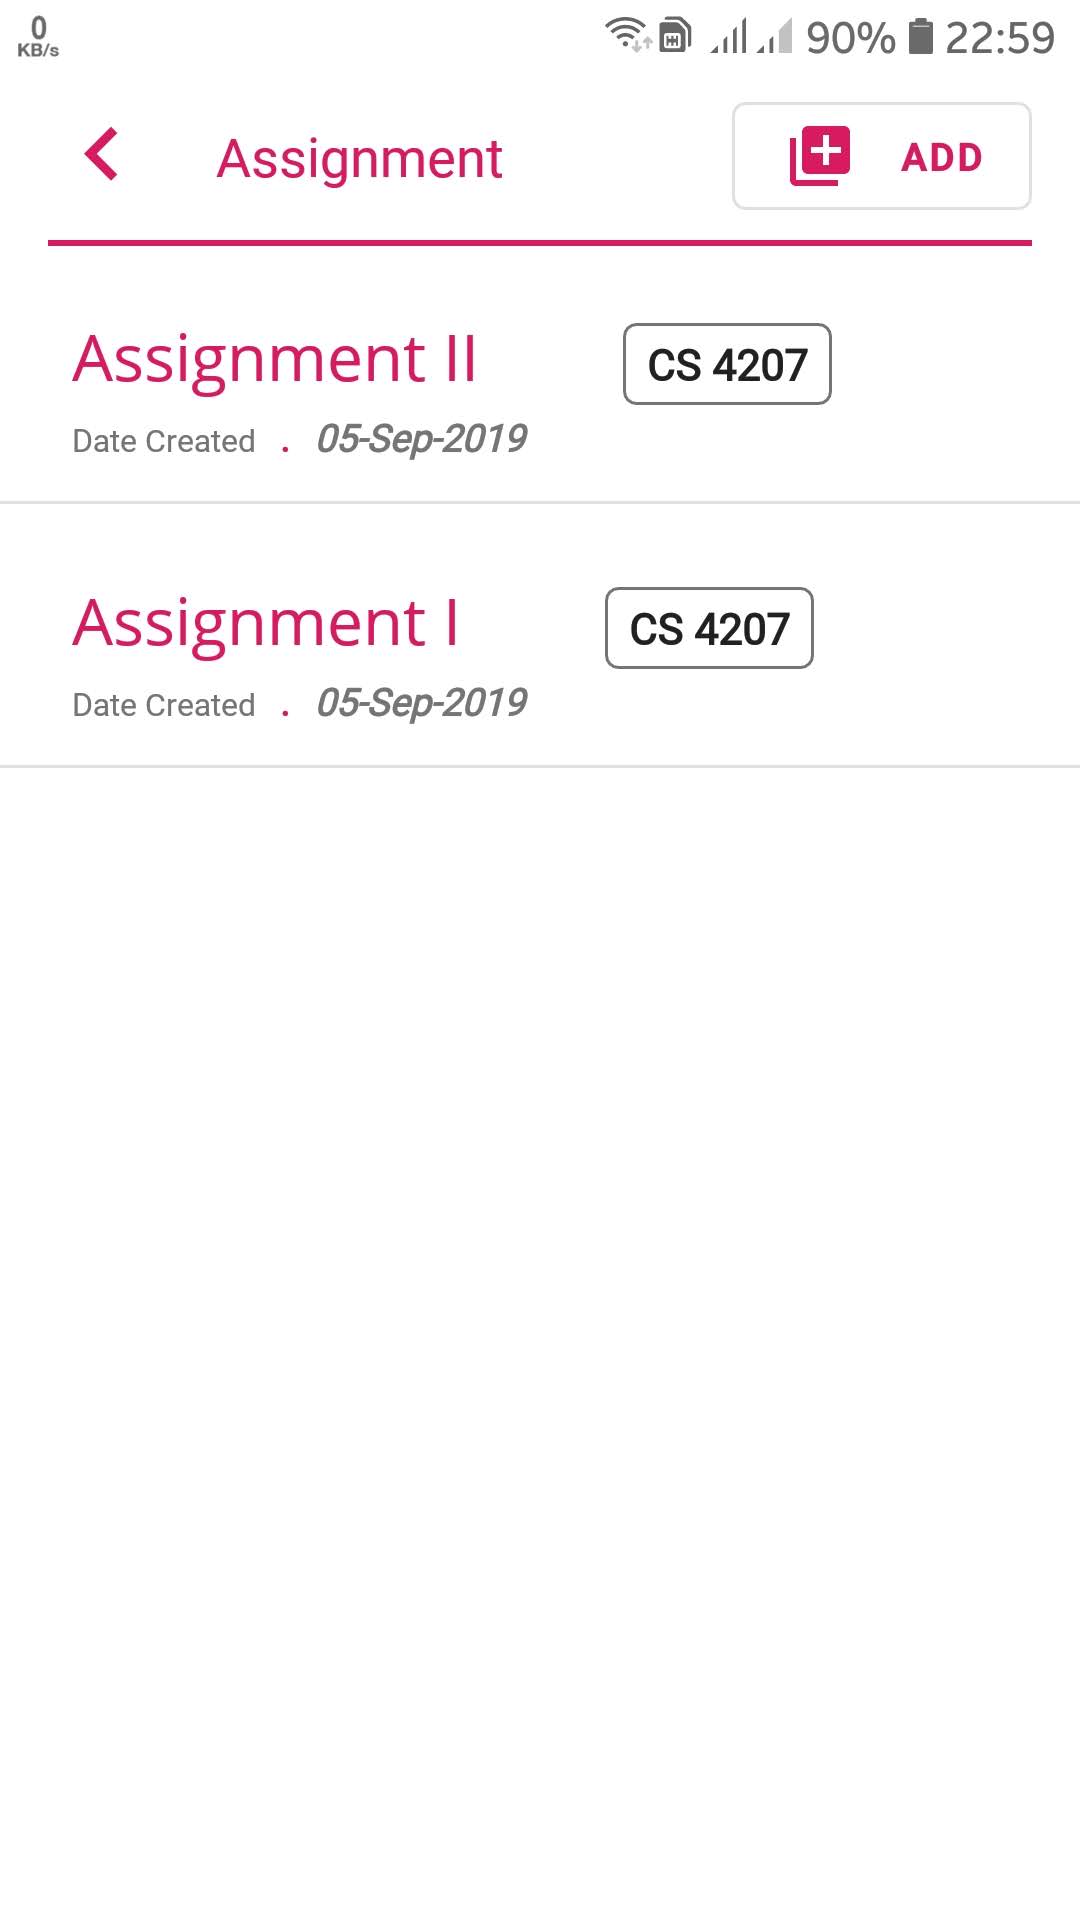 0
KB/s
90% 22:59
Assignment ADD
Assignment II CS 4207
Date Created . 05-Sep-2019
Assignment I CS 4207
Date Created . 05-Sep-2019